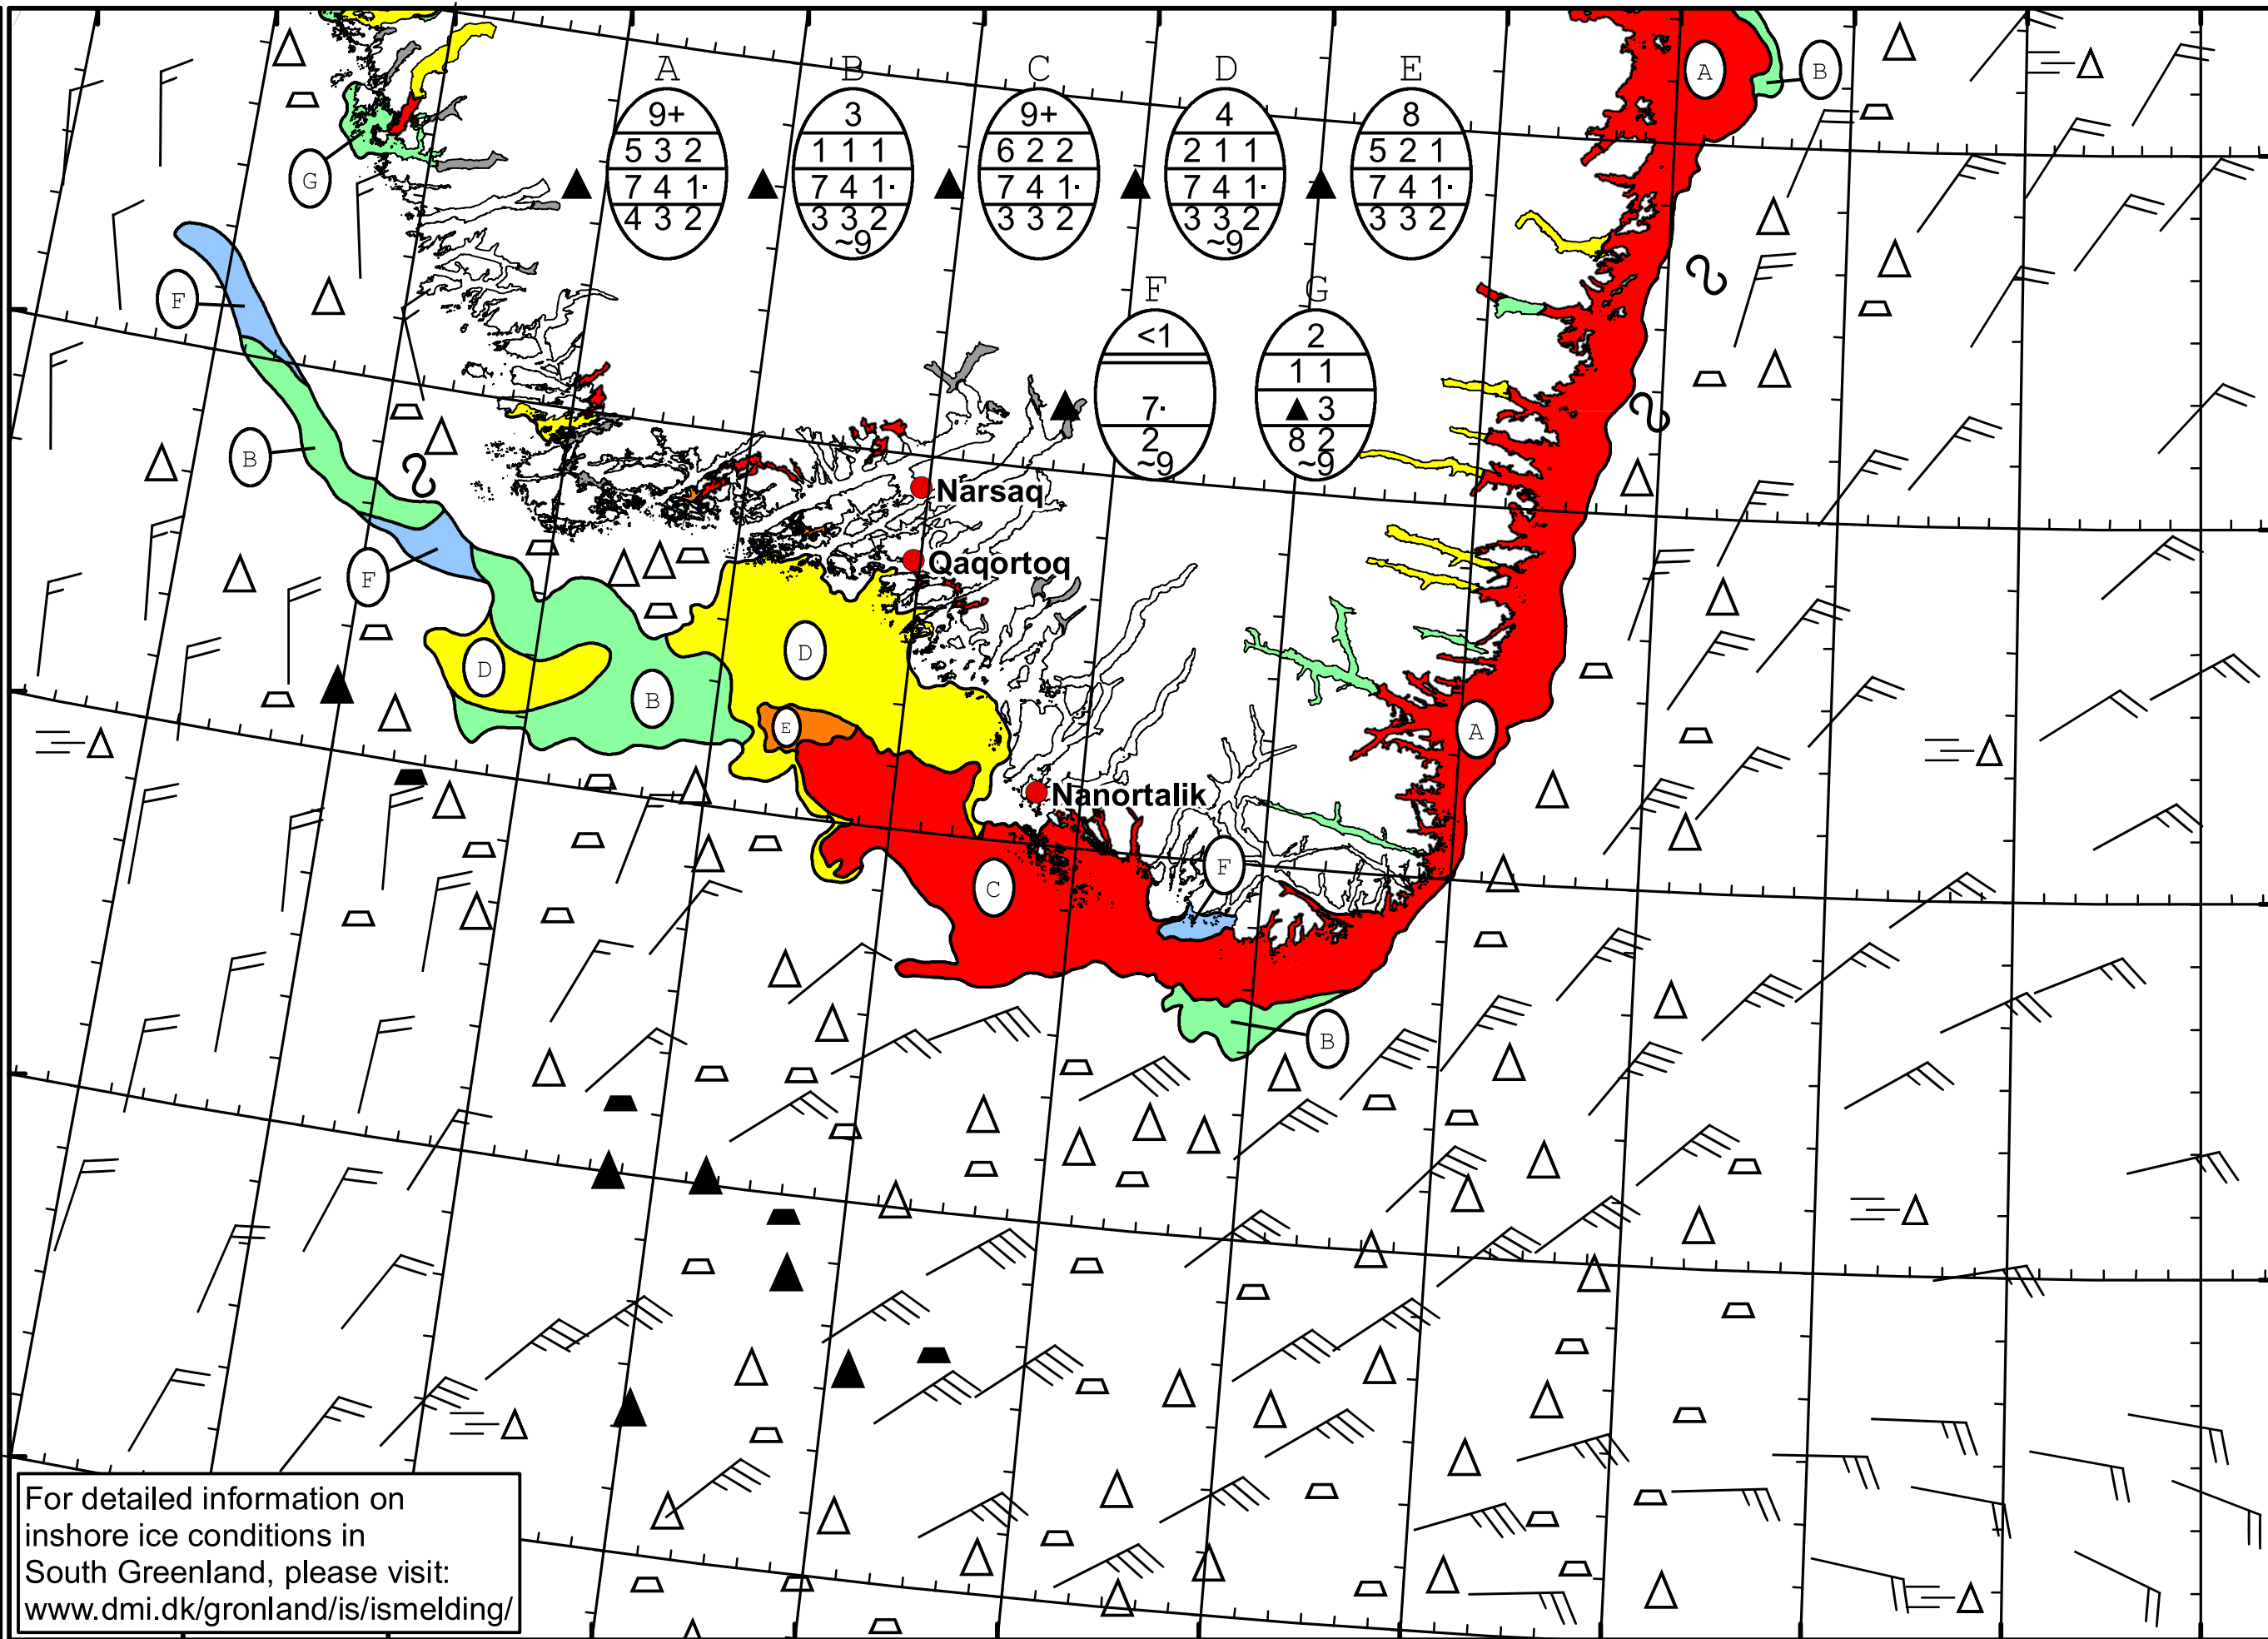 A B C D E
9+ 3 9+ 4 8
5 3 2 1 1 1 6 2 2 2 1 1 5 2 1
7 4 1· 7 4 1· 7 4 1· 7 4 1· 7 4 1·
4 3 2 3 3 2 3 3 2 3 3 2 3 3 2
~9 ~9
A B
G
F
F G
<1 2
1 1
7· ▲ 3
2 8 2
~9 ~9
B
Narsaq
Qaqortoq
F
D
D
B
E
A
Nanortalik
F
C
B
For detailed information on
inshore ice conditions in
South Greenland, please visit:
www.dmi.dk/gronland/is/ismelding/